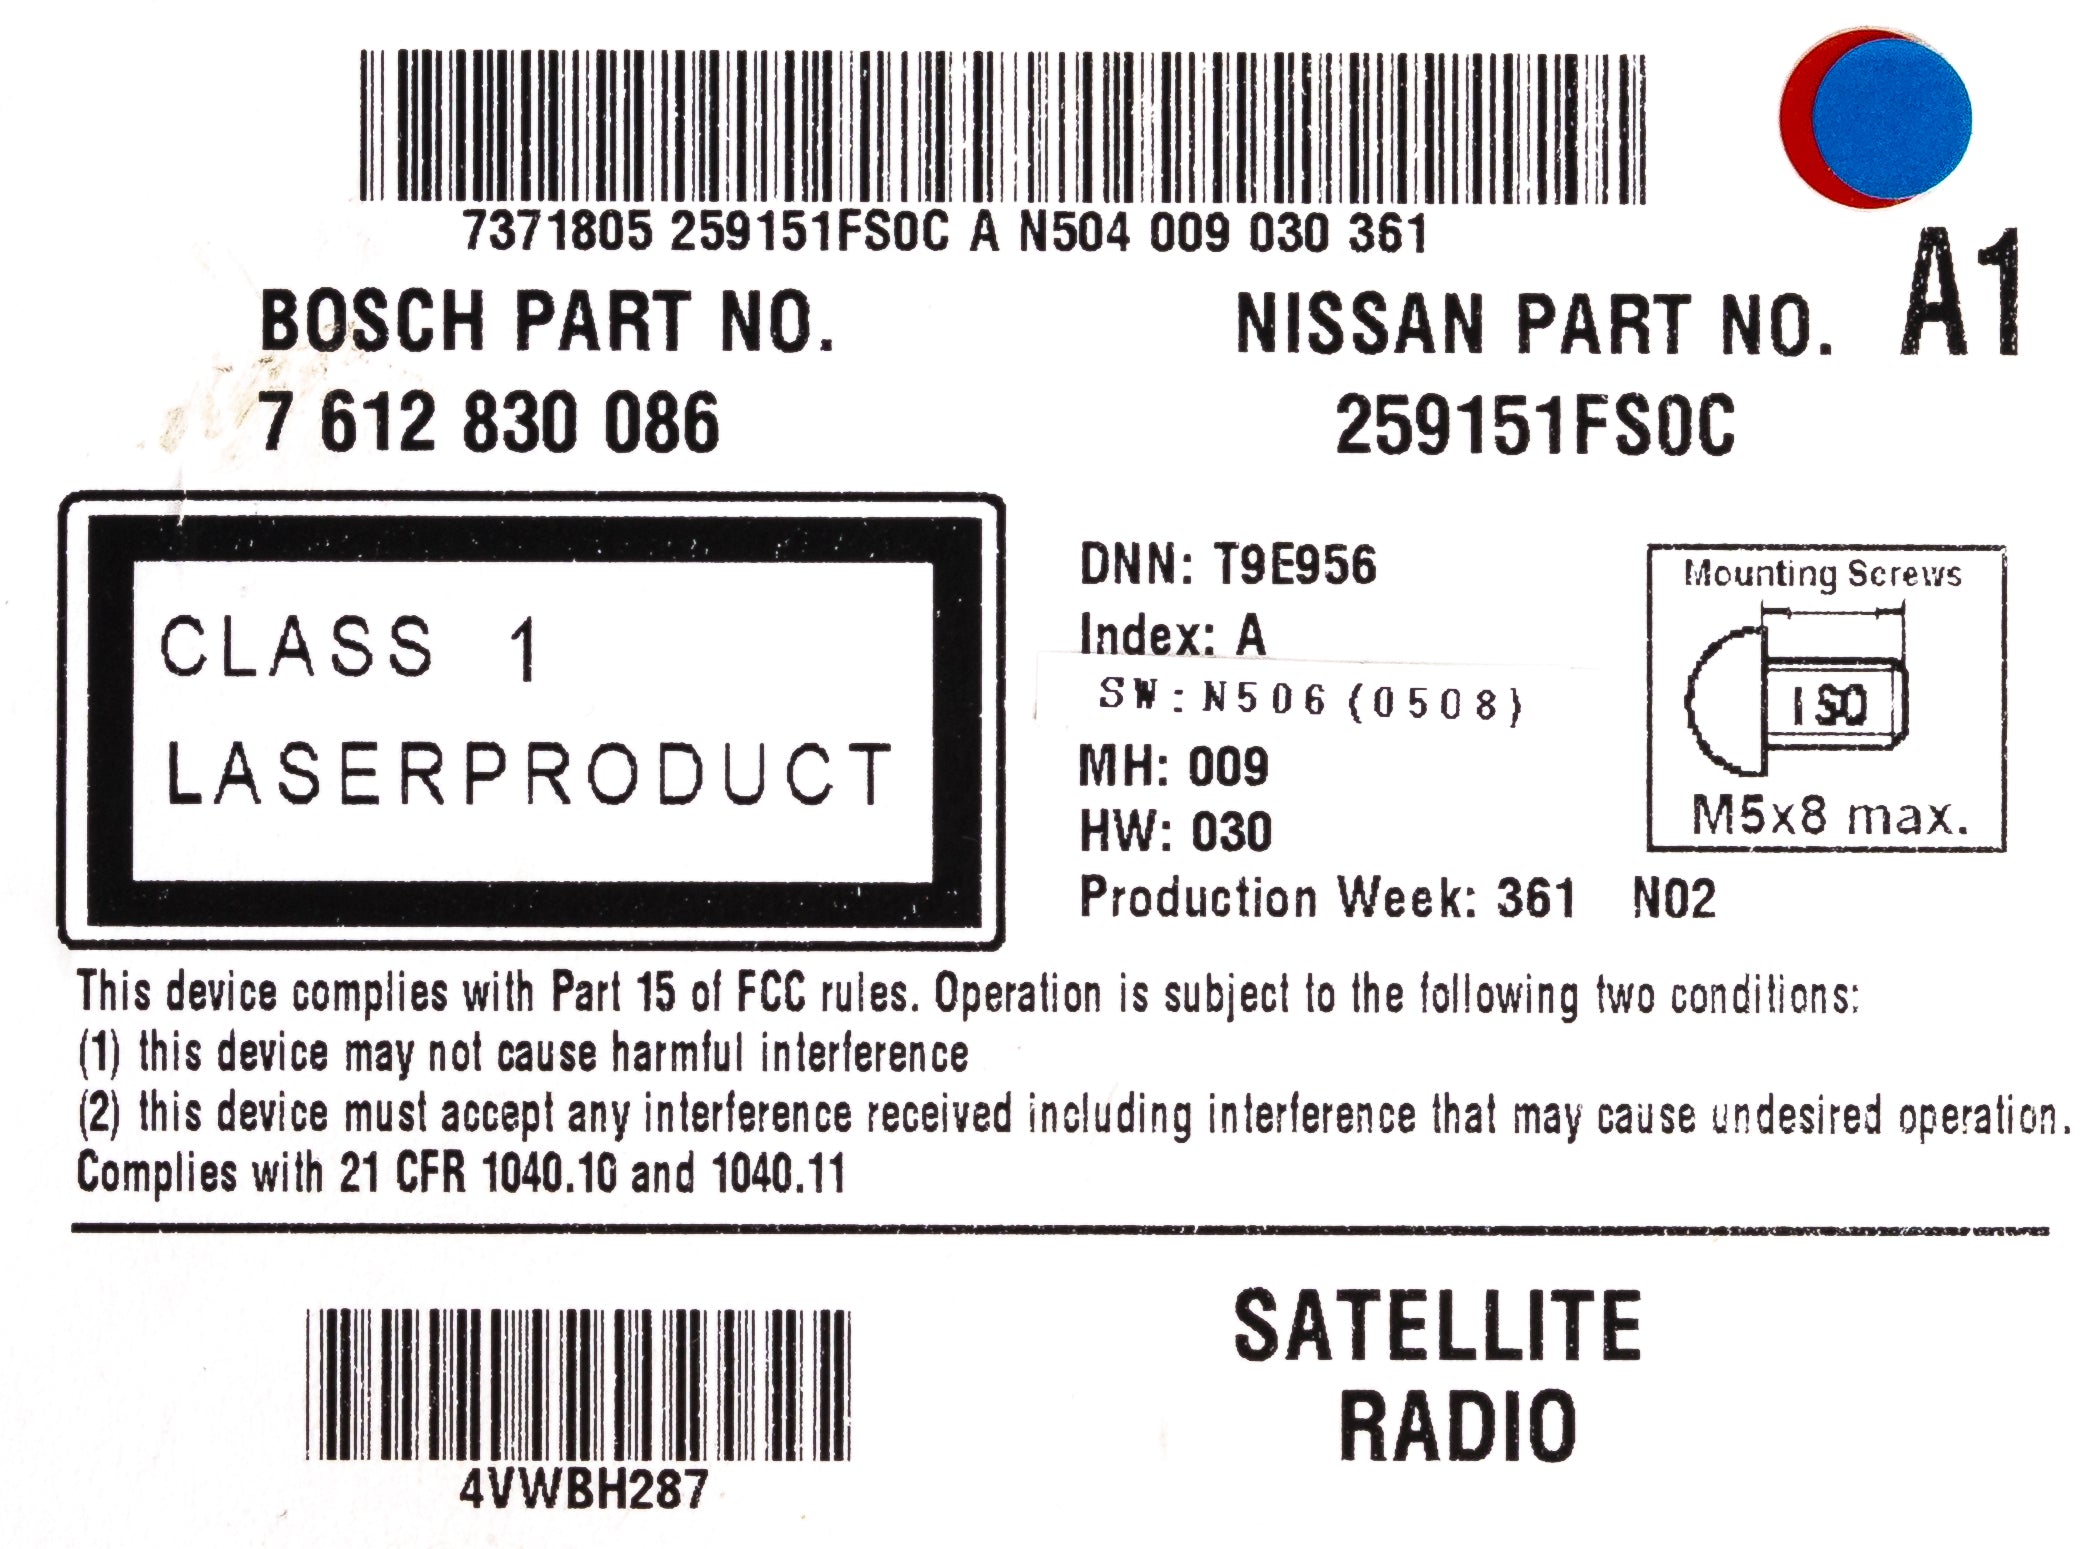 7371805 259151FS0C A N504 009 030 361
A1
BOSCH PART NO.
NISSAN PART NO.
7 612 830 086
259151FS0C
CLASS 1
LASERPRODUCT
DNN: T9E956
Index: A
SW:N506(0508)
MH: 009
HW: 030
Production Week: 361 N02
Mounting Screws
ISO
M5x8 max.
This device complies with Part 15 of FCC rules. Operation is subject to the following two conditions:
(1) this device may not cause harmful interference
(2) this device must accept any interference received including interference that may cause undesired operation.
Complies with 21 CFR 1040.10 and 1040.11
4VWBH287
SATELLITE
RADIO